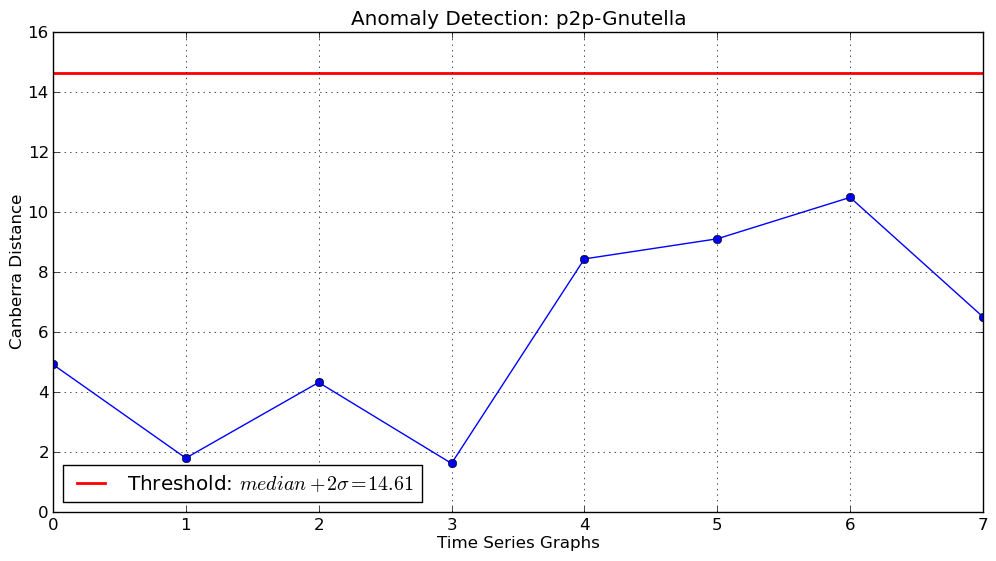 Anomaly Detection: p2p-Gnutella
16
14
12
10
8
6
4
2
0
Canberra Distance
Threshold: median + 2σ = 14.61
0 1 2 3 4 5 6 7
Time Series Graphs